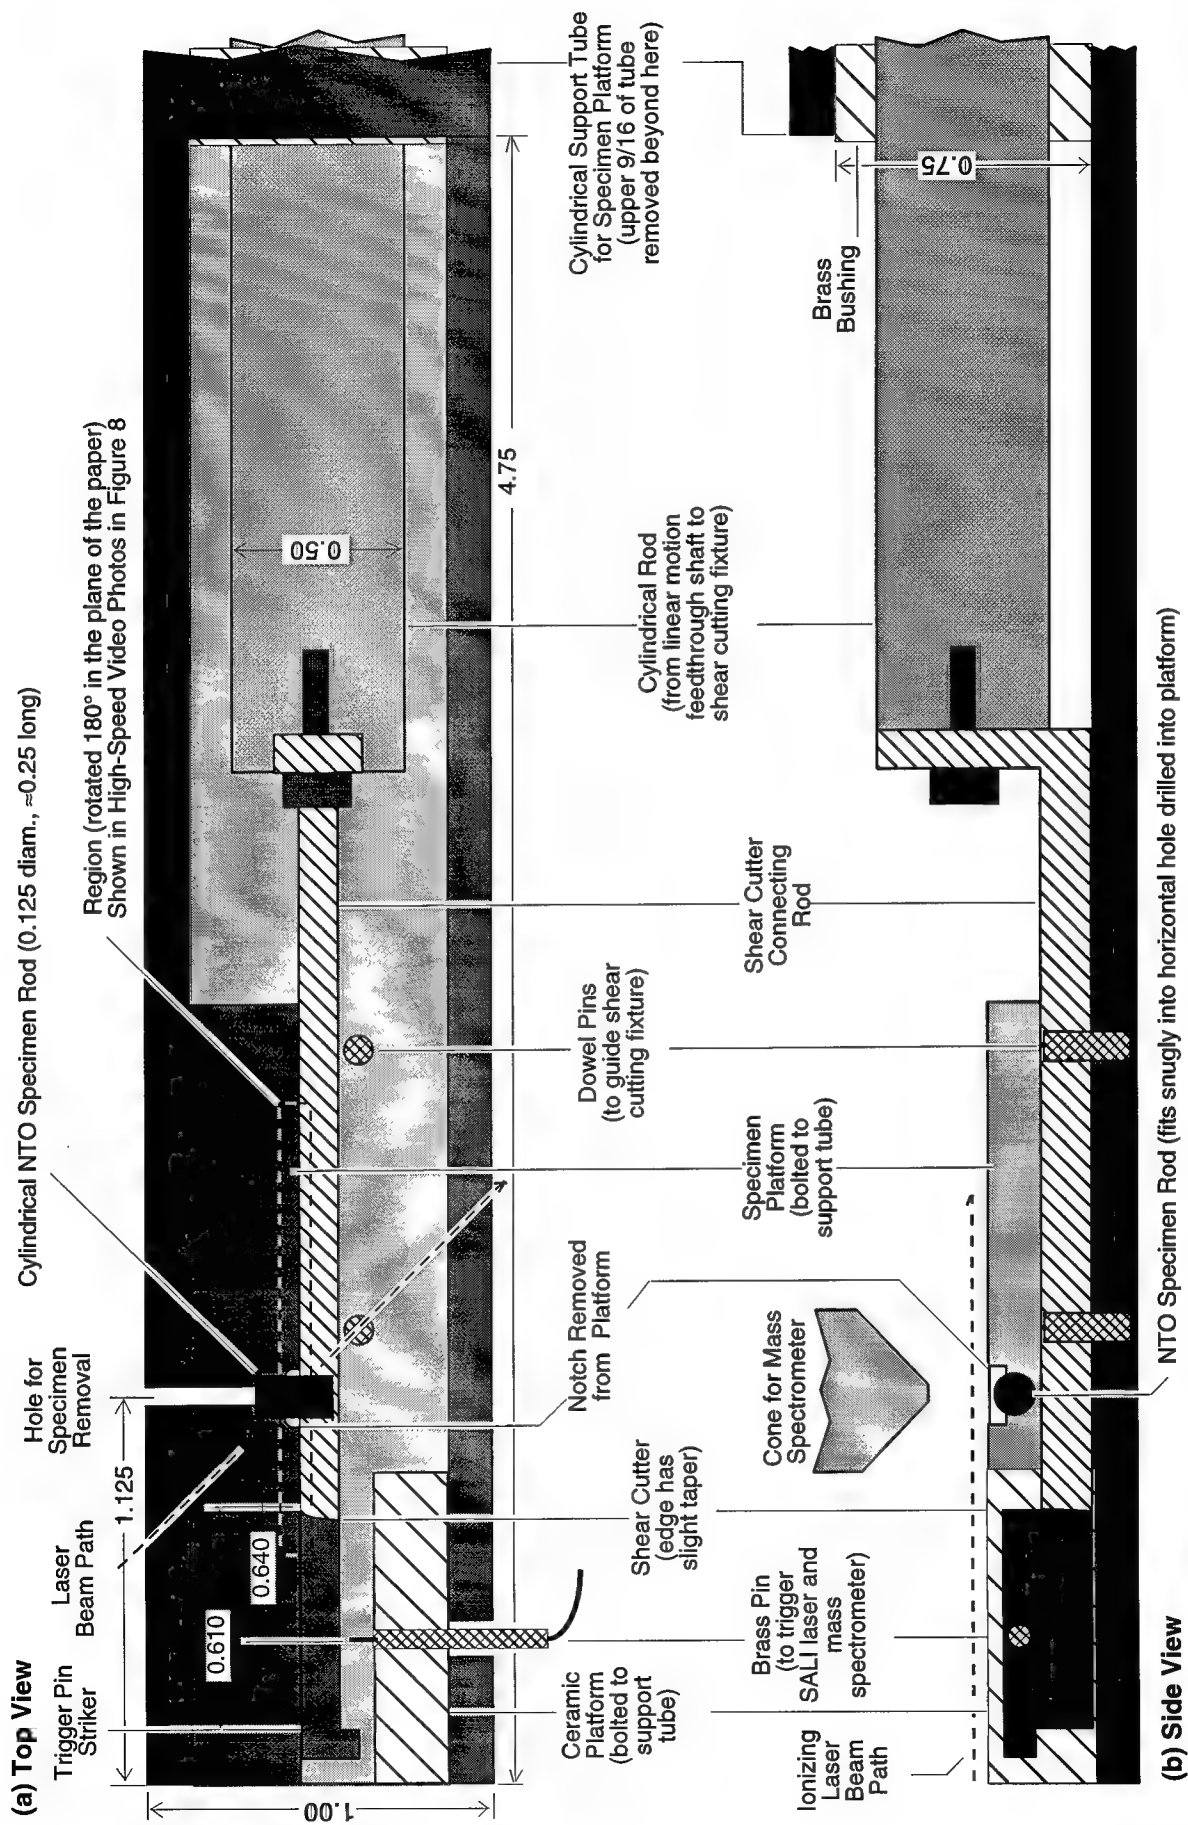 (a) Top View
Trigger Pin
Striker
Laser
Beam Path
Hole for
Specimen
Removal
Cylindrical NTO Specimen Rod (0.125 diam., ≈0.25 long)
Region (rotated 180° in the plane of the paper)
Shown in High-Speed Video Photos in Figure 8
1.125
0.610
0.640
0.50
1.00
4.75
Ceramic
Platform
(bolted to
support
tube)
Shear Cutter
(edge has
slight taper)
Notch Removed
from Platform
Dowel Pins
(to guide shear
cutting fixture)
Cylindrical Rod
(from linear motion
feedthrough shaft to
shear cutting fixture)
Cylindrical Support Tube
for Specimen Platform
(upper 9/16 of tube
removed beyond here)
Ionizing
Laser
Beam
Path
Brass Pin
(to trigger
SALI laser and
mass
spectrometer)
Cone for Mass
Spectrometer
Specimen
Platform
(bolted to
support tube)
Shear Cutter
Connecting
Rod
Brass
Bushing
0.75
(b) Side View
NTO Specimen Rod (fits snugly into horizontal hole drilled into platform)